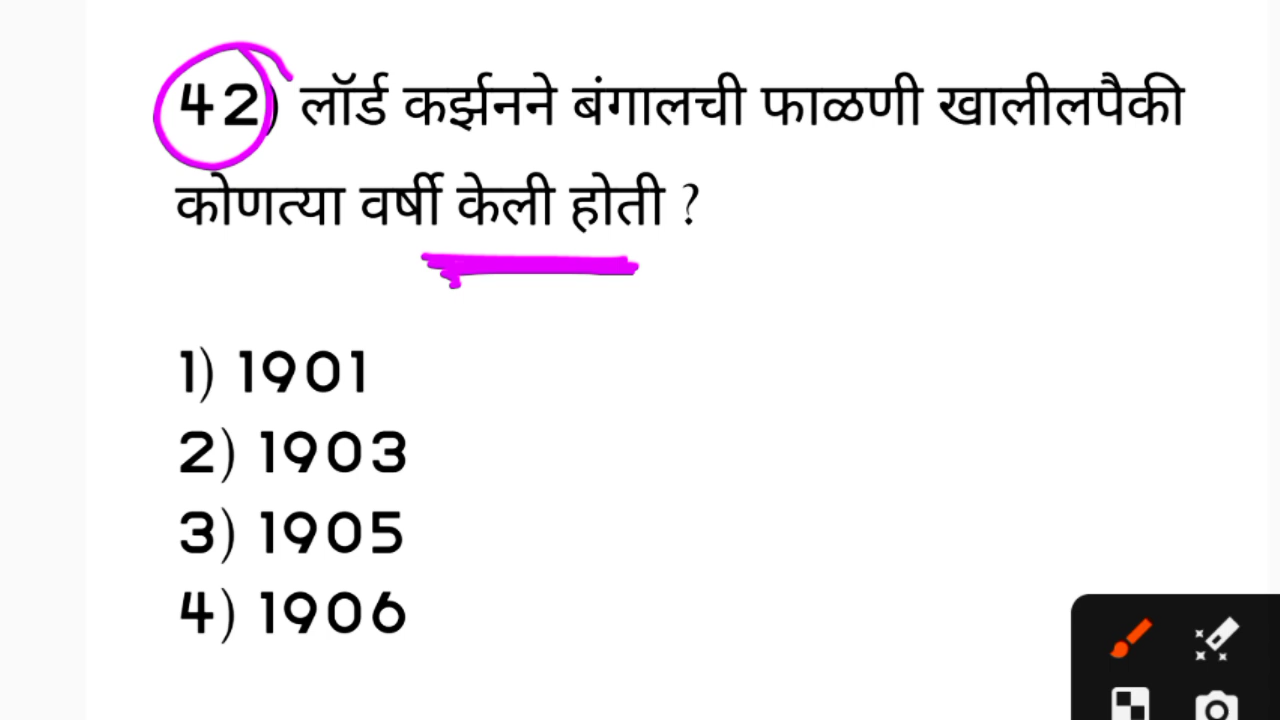 42) लॉर्ड कर्झनने बंगालची फाळणी खालीलपैकी
कोणत्या वर्षी केली होती ?
1) 1901
2) 1903
3) 1905
4) 1906